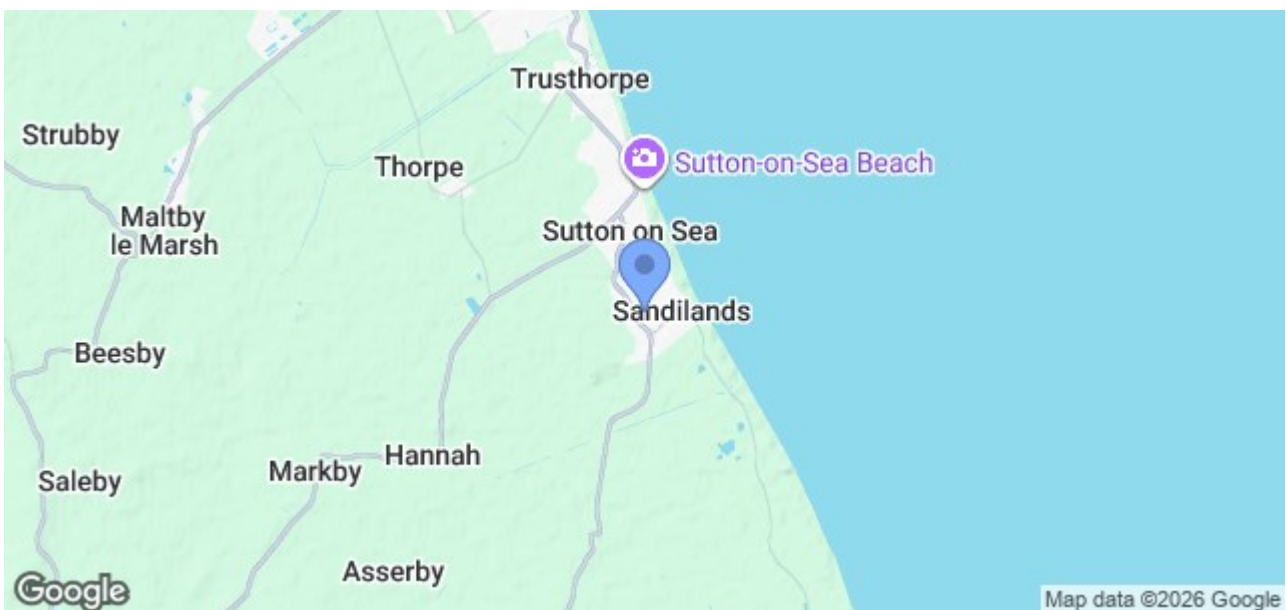 Trusthorpe
Strubby
Sutton-on-Sea Beach
Thorpe
Maltby
le Marsh
Sutton on Sea
Sandilands
Beesby
Hannah
Markby
Saleby
Asserby
Google
Map data ©2026 Google